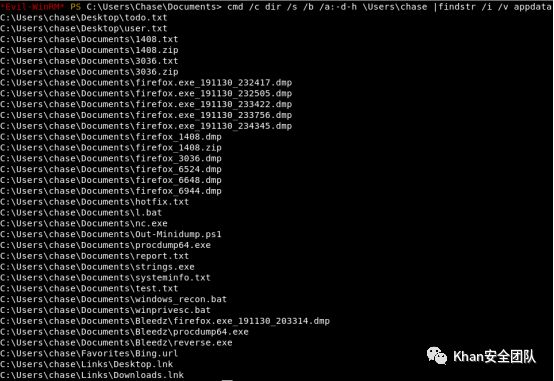 *Evil-WinRM* PS C:\Users\Chase\Documents> cmd /c dir /s /b /a:-d-h \Users\chase |findstr /i /v appdata
C:\Users\chase\Desktop\todo.txt
C:\Users\chase\Desktop\user.txt
C:\Users\chase\Documents\1408.txt
C:\Users\chase\Documents\1408.zip
C:\Users\chase\Documents\3036.txt
C:\Users\chase\Documents\3036.zip
C:\Users\chase\Documents\firefox.exe_191130_232417.dmp
C:\Users\chase\Documents\firefox.exe_191130_232505.dmp
C:\Users\chase\Documents\firefox.exe_191130_233422.dmp
C:\Users\chase\Documents\firefox.exe_191130_233756.dmp
C:\Users\chase\Documents\firefox.exe_191130_234345.dmp
C:\Users\chase\Documents\firefox_1408.dmp
C:\Users\chase\Documents\firefox_1408.zip
C:\Users\chase\Documents\firefox_3036.dmp
C:\Users\chase\Documents\firefox_6524.dmp
C:\Users\chase\Documents\firefox_6648.dmp
C:\Users\chase\Documents\firefox_6944.dmp
C:\Users\chase\Documents\hotfix.txt
C:\Users\chase\Documents\l.bat
C:\Users\chase\Documents\nc.exe
C:\Users\chase\Documents\Out-Minidump.ps1
C:\Users\chase\Documents\procdump64.exe
C:\Users\chase\Documents\report.txt
C:\Users\chase\Documents\strings.exe
C:\Users\chase\Documents\systeminfo.txt
C:\Users\chase\Documents\test.txt
C:\Users\chase\Documents\windows_recon.bat
C:\Users\chase\Documents\winprivesc.bat
C:\Users\chase\Documents\Bleedz\firefox.exe_191130_203314.dmp
C:\Users\chase\Documents\Bleedz\procdump64.exe
C:\Users\chase\Documents\Bleedz\reverse.exe
C:\Users\chase\Favorites\Bing.url
C:\Users\chase\Links\Desktop.lnk
C:\Users\chase\Links\Downloads.lnk
Khan安全团队